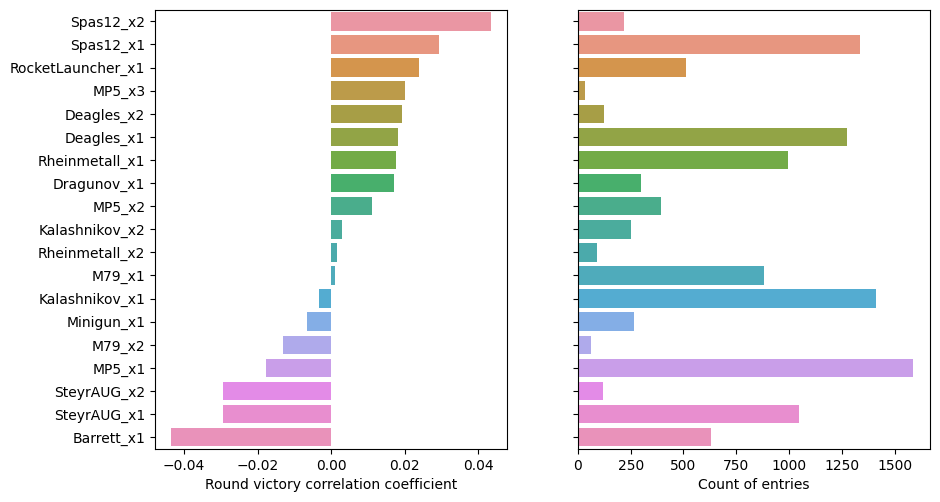 Spas12_x2
Spas12_x1
RocketLauncher_x1
MP5_x3
Deagles_x2
Deagles_x1
Rheinmetall_x1
Dragunov_x1
MP5_x2
Kalashnikov_x2
Rheinmetall_x2
M79_x1
Kalashnikov_x1
Minigun_x1
M79_x2
MP5_x1
SteyrAUG_x2
SteyrAUG_x1
Barrett_x1
−0.04 −0.02 0.00 0.02 0.04
Round victory correlation coefficient
0 250 500 750 1000 1250 1500
Count of entries